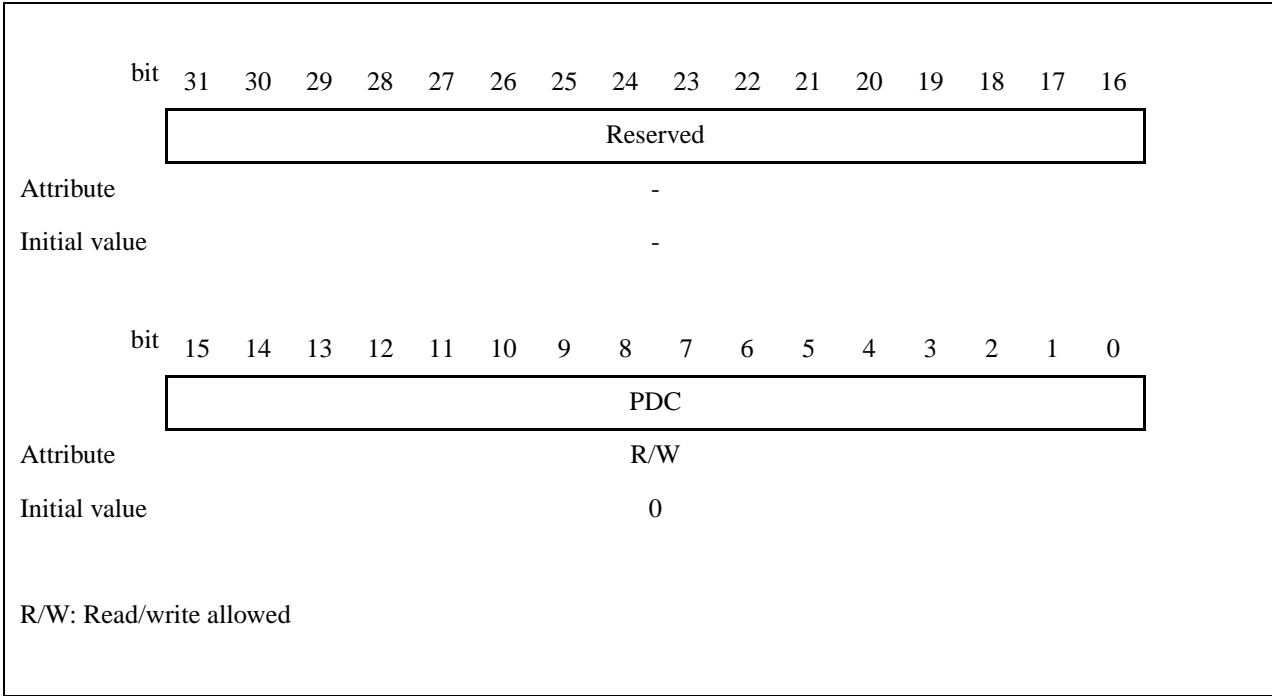 bit 31 30 29 28 27 26 25 24 23 22 21 20 19 18 17 16
Reserved
Attribute -
Initial value -
bit 15 14 13 12 11 10 9 8 7 6 5 4 3 2 1 0
PDC
Attribute R/W
Initial value 0
R/W: Read/write allowed